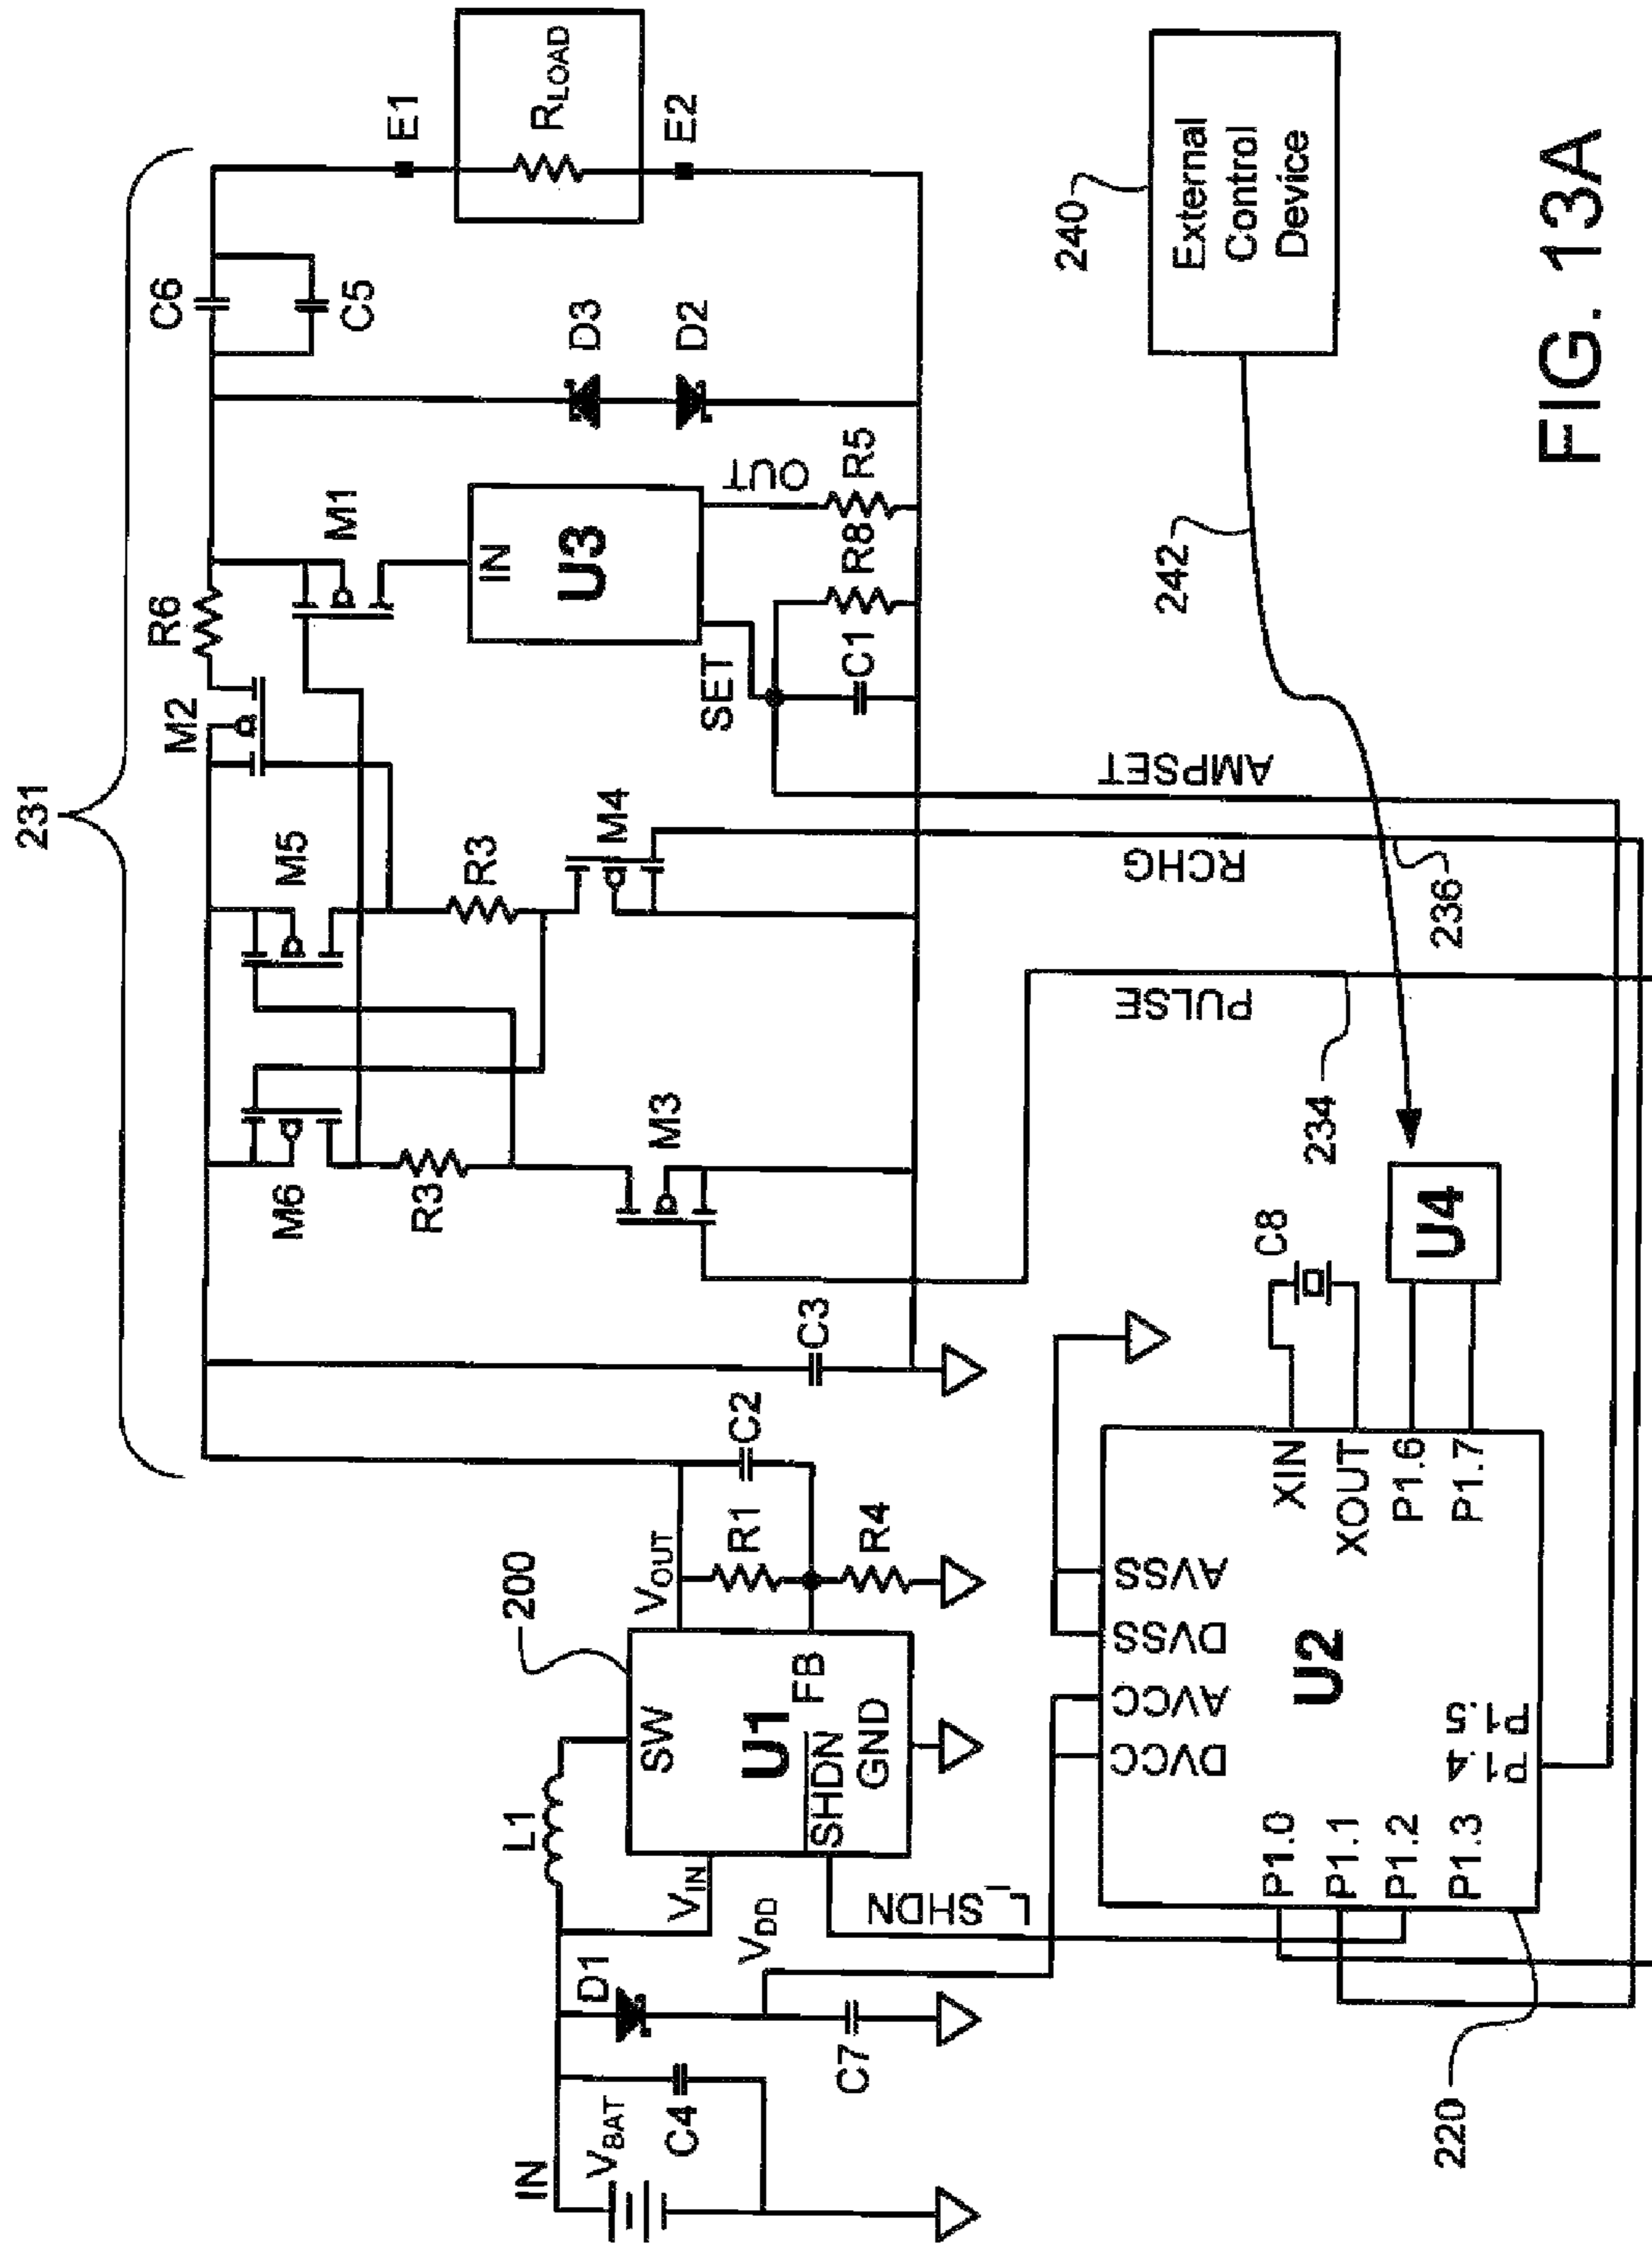 231
IN
V_BAT
C4
D1
C7
V_DD
L1
V_IN
SW
200
U1
SHDN
FB
GND
V_OUT
R1
C2
R4
L_SHDN
C3
M6
R3
M3
M5
R3
M4
M2
R6
M1
IN
U3
SET
OUT
C1
R8
R5
D3
D2
C6
C5
E1
R_LOAD
E2
PULSE
RCHG
AMPSET
234
236
242
240
External
Control
Device
220
U2
DVCC
AVCC
DVSS
AVSS
P1.0
P1.1
P1.2
P1.3
P1.4
P1.5
XIN
XOUT
P1.6
P1.7
C8
U4
FIG. 13A